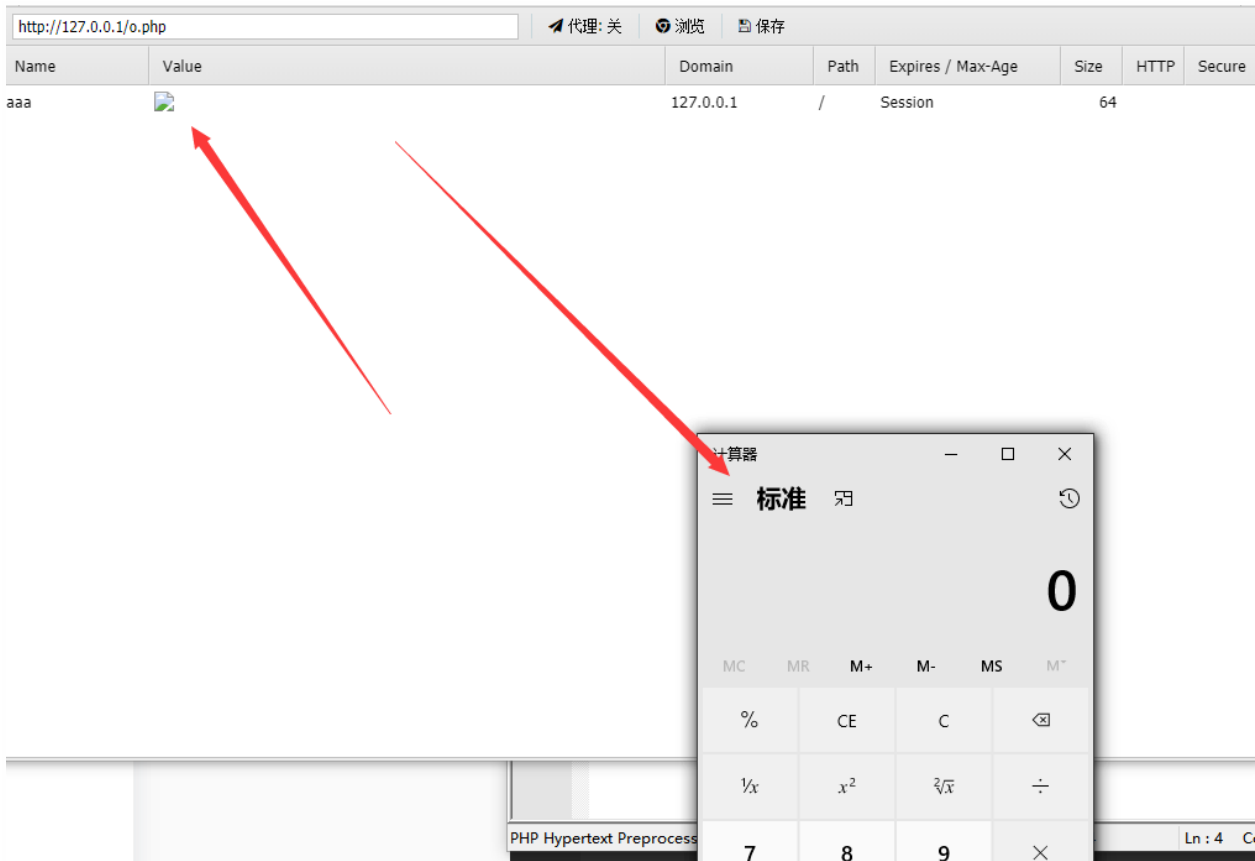 http://127.0.0.1/o.php 代理: 关 浏览 保存
Name Value Domain Path Expires / Max-Age Size HTTP Secure
aaa 127.0.0.1 / Session 64
计算器
标准
0
MC MR M+ M- MS M˅
% CE C
¹/x x² ²√x ÷
PHP Hypertext Preprocess Ln : 4
7 8 9 ×